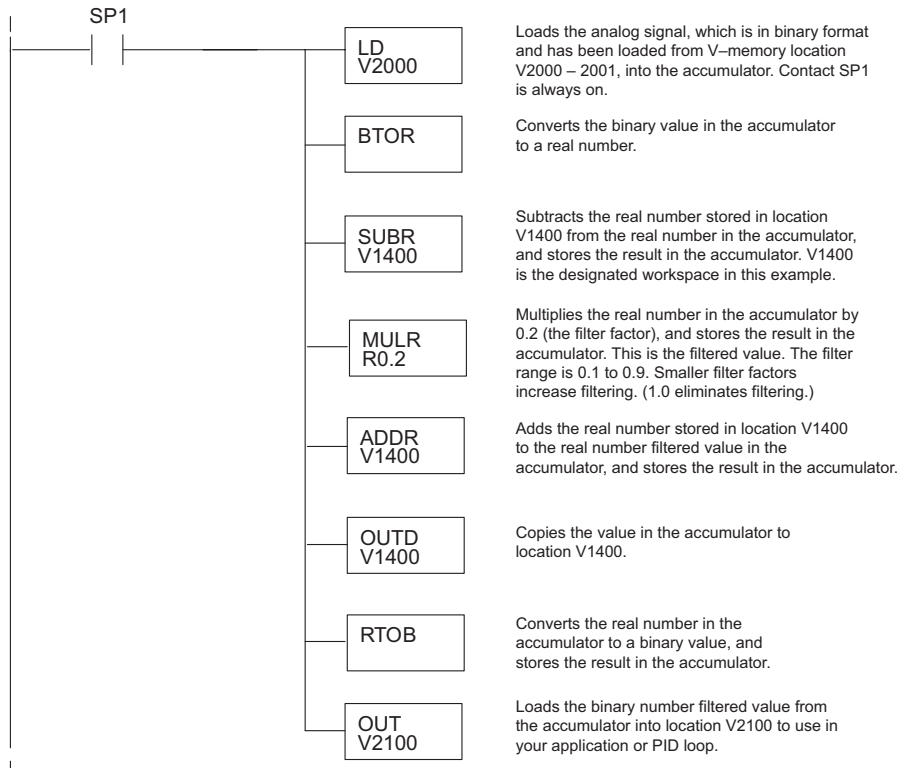 SP1
LD
V2000
Loads the analog signal, which is in binary format
and has been loaded from V–memory location
V2000 – 2001, into the accumulator. Contact SP1
is always on.
BTOR
Converts the binary value in the accumulator
to a real number.
SUBR
V1400
Subtracts the real number stored in location
V1400 from the real number in the accumulator,
and stores the result in the accumulator. V1400
is the designated workspace in this example.
MULR
R0.2
Multiplies the real number in the accumulator by
0.2 (the filter factor), and stores the result in the
accumulator. This is the filtered value. The filter
range is 0.1 to 0.9. Smaller filter factors
increase filtering. (1.0 eliminates filtering.)
ADDR
V1400
Adds the real number stored in location V1400
to the real number filtered value in the
accumulator, and stores the result in the accumulator.
OUTD
V1400
Copies the value in the accumulator to
location V1400.
RTOB
Converts the real number in the
accumulator to a binary value, and
stores the result in the accumulator.
OUT
V2100
Loads the binary number filtered value from
the accumulator into location V2100 to use in
your application or PID loop.